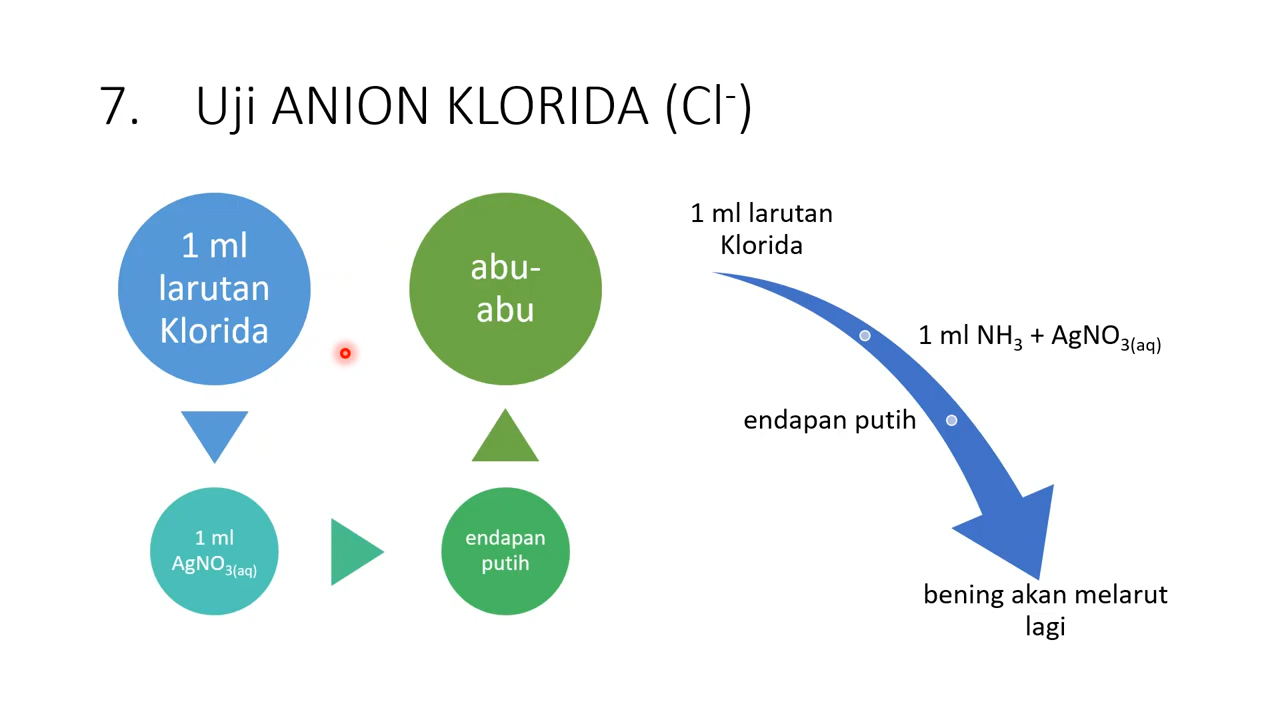 7. Uji ANION KLORIDA (Cl⁻)
1 ml
larutan
Klorida
1 ml
AgNO₃₍aq₎
endapan
putih
abu-
abu
1 ml larutan
Klorida
1 ml NH₃ + AgNO₃₍aq₎
endapan putih
bening akan melarut
lagi